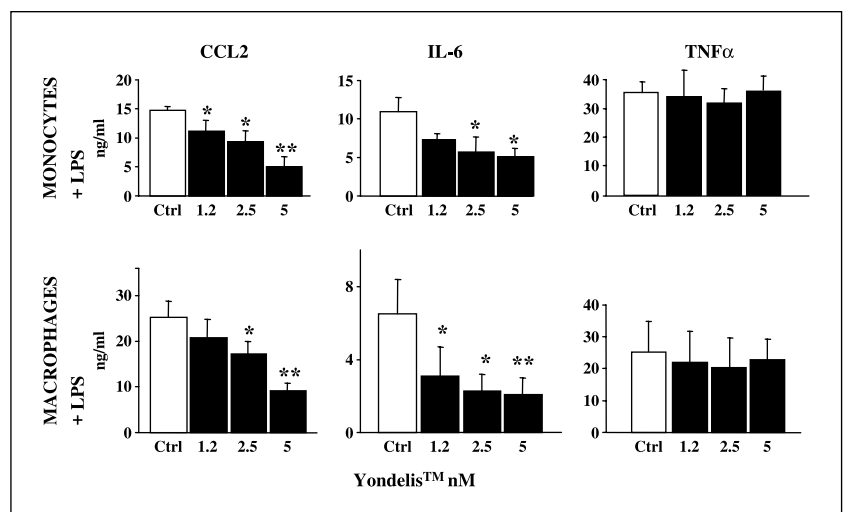 CCL2 IL-6 TNFα
MONOCYTES
+ LPS
ng/ml
20
15
10
5
0
* * **
Ctrl 1.2 2.5 5
15
10
5
0
* *
Ctrl 1.2 2.5 5
40
30
20
10
0
Ctrl 1.2 2.5 5
MACROPHAGES
+ LPS
ng/ml
30
20
10
0
* **
Ctrl 1.2 2.5 5
8
4
0
* * **
Ctrl 1.2 2.5 5
40
30
20
10
0
Ctrl 1.2 2.5 5
Yondelis™ nM